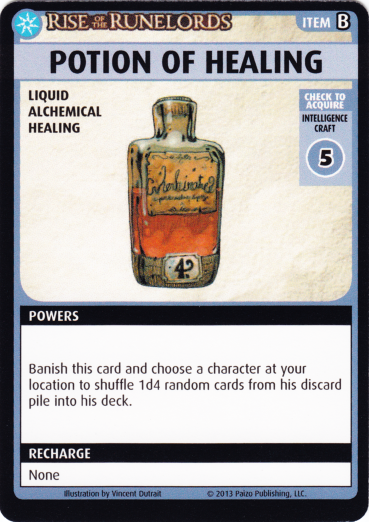 RISE OF THE RUNELORDS ITEM B
POTION OF HEALING
LIQUID
ALCHEMICAL
HEALING
CHECK TO
ACQUIRE
INTELLIGENCE
CRAFT
5
4
POWERS
Banish this card and choose a character at your
location to shuffle 1d4 random cards from his discard
pile into his deck.
RECHARGE
None
Illustration by Vincent Dutrait © 2013 Paizo Publishing, LLC.